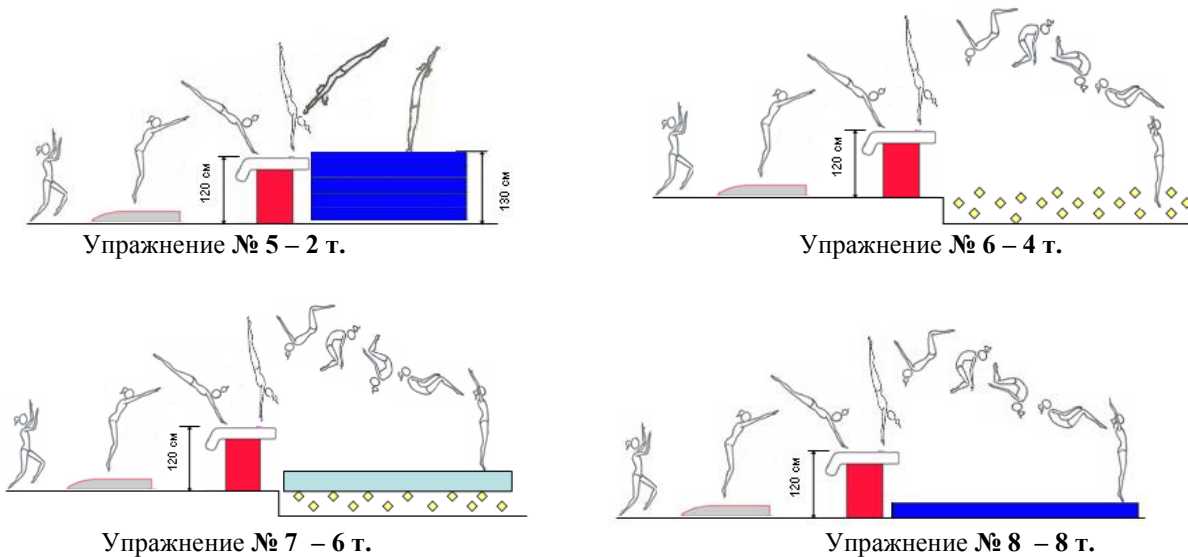 120 см
130 см
Упражнение № 5 – 2 т.
120 см
Упражнение № 6 – 4 т.
120 см
Упражнение № 7 – 6 т.
120 см
Упражнение № 8 – 8 т.